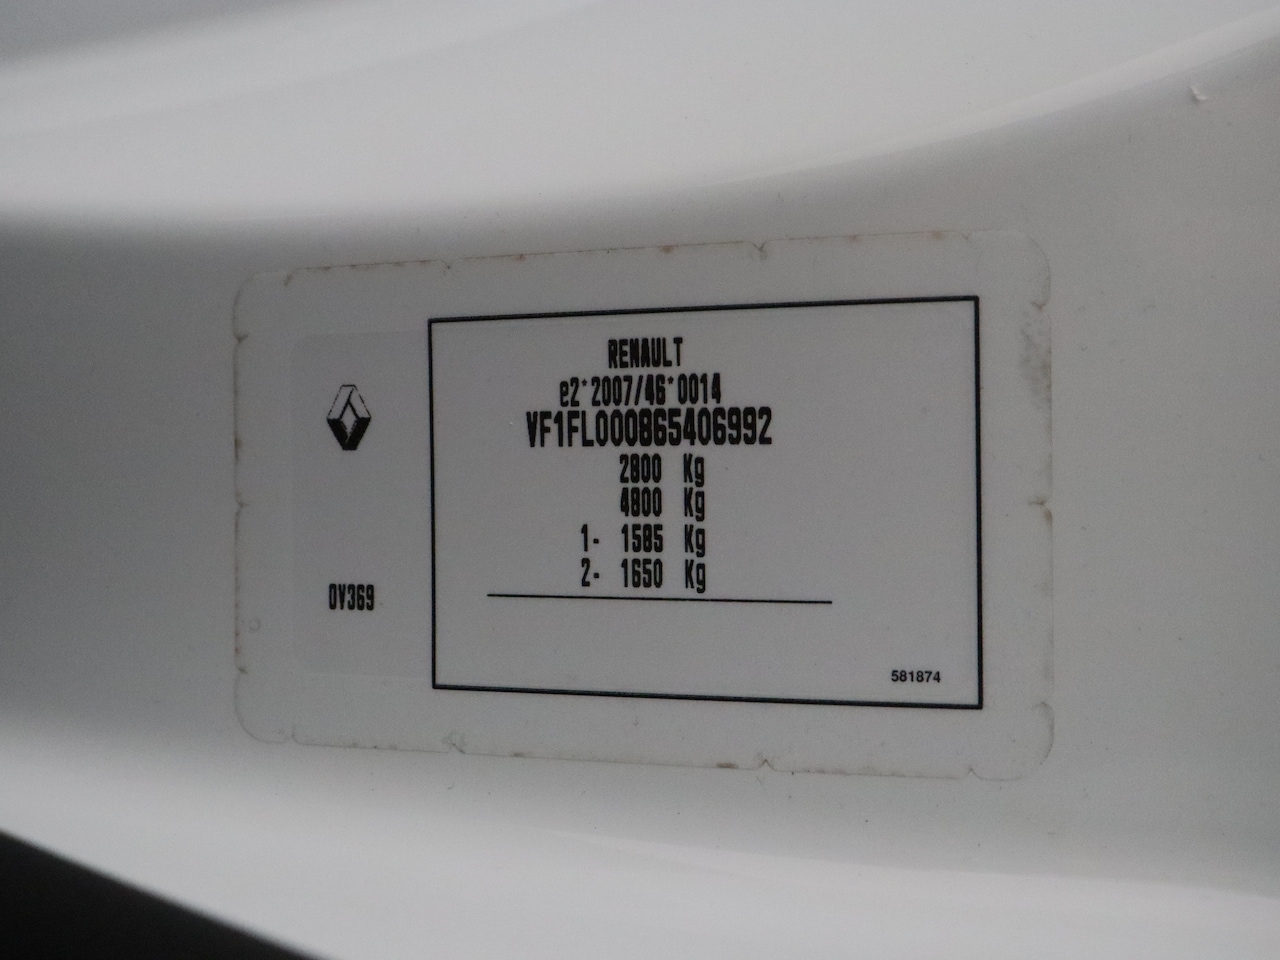 RENAULT
e2*2007/46*0014
VF1FL000865406992
2800 Kg
4800 Kg
1- 1585 Kg
2- 1650 Kg
0V369
581874